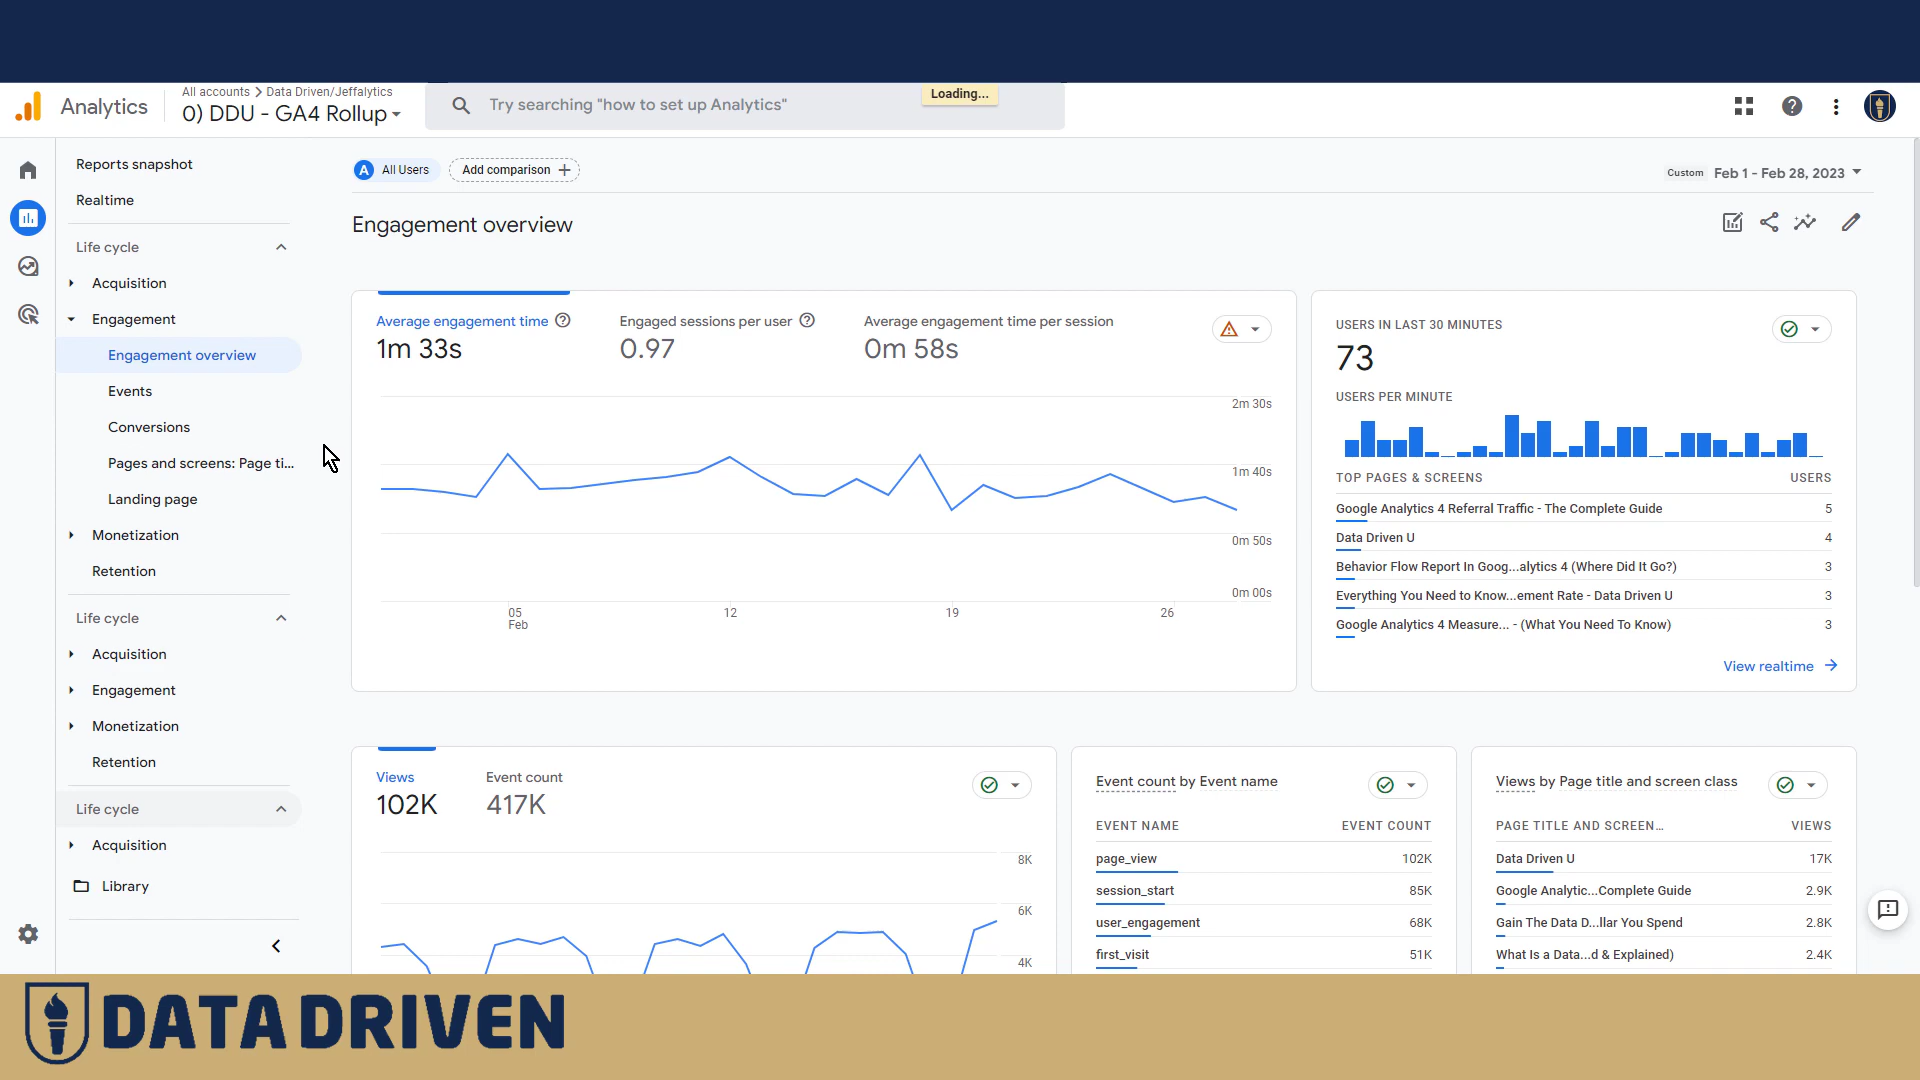 Analytics
All accounts > Data Driven/Jeffalytics
0) DDU - GA4 Rollup
Try searching "how to set up Analytics"
Loading...
Reports snapshot
Realtime
Life cycle
Acquisition
Engagement
Engagement overview
Events
Conversions
Pages and screens: Page ti...
Landing page
Monetization
Retention
Life cycle
Acquisition
Engagement
Monetization
Retention
Life cycle
Acquisition
Library
A All Users
Add comparison +
Custom Feb 1 - Feb 28, 2023
Engagement overview
Average engagement time
1m 33s
Engaged sessions per user
0.97
Average engagement time per session
0m 58s
2m 30s
1m 40s
0m 50s
0m 00s
05
Feb
12
19
26
USERS IN LAST 30 MINUTES
73
USERS PER MINUTE
TOP PAGES & SCREENS USERS
Google Analytics 4 Referral Traffic - The Complete Guide 5
Data Driven U 4
Behavior Flow Report In Goog...alytics 4 (Where Did It Go?) 3
Everything You Need to Know...ement Rate - Data Driven U 3
Google Analytics 4 Measure... - (What You Need To Know) 3
View realtime
Views
102K
Event count
417K
8K
6K
4K
Event count by Event name
EVENT NAME EVENT COUNT
page_view 102K
session_start 85K
user_engagement 68K
first_visit 51K
Views by Page title and screen class
PAGE TITLE AND SCREEN... VIEWS
Data Driven U 17K
Google Analytic...Complete Guide 2.9K
Gain The Data D...llar You Spend 2.8K
What Is a Data...d & Explained) 2.4K
DATA DRIVEN